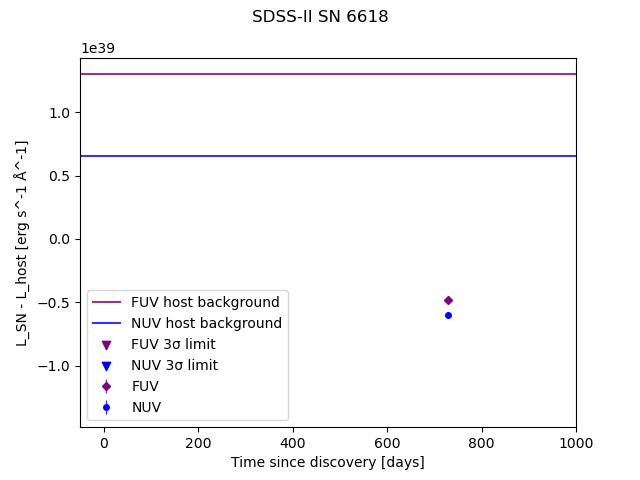 SDSS-II SN 6618
1e39
1.0
0.5
0.0
−0.5
−1.0
L_SN - L_host [erg s^-1 Å^-1]
FUV host background
NUV host background
FUV 3σ limit
NUV 3σ limit
FUV
NUV
0 200 400 600 800 1000
Time since discovery [days]